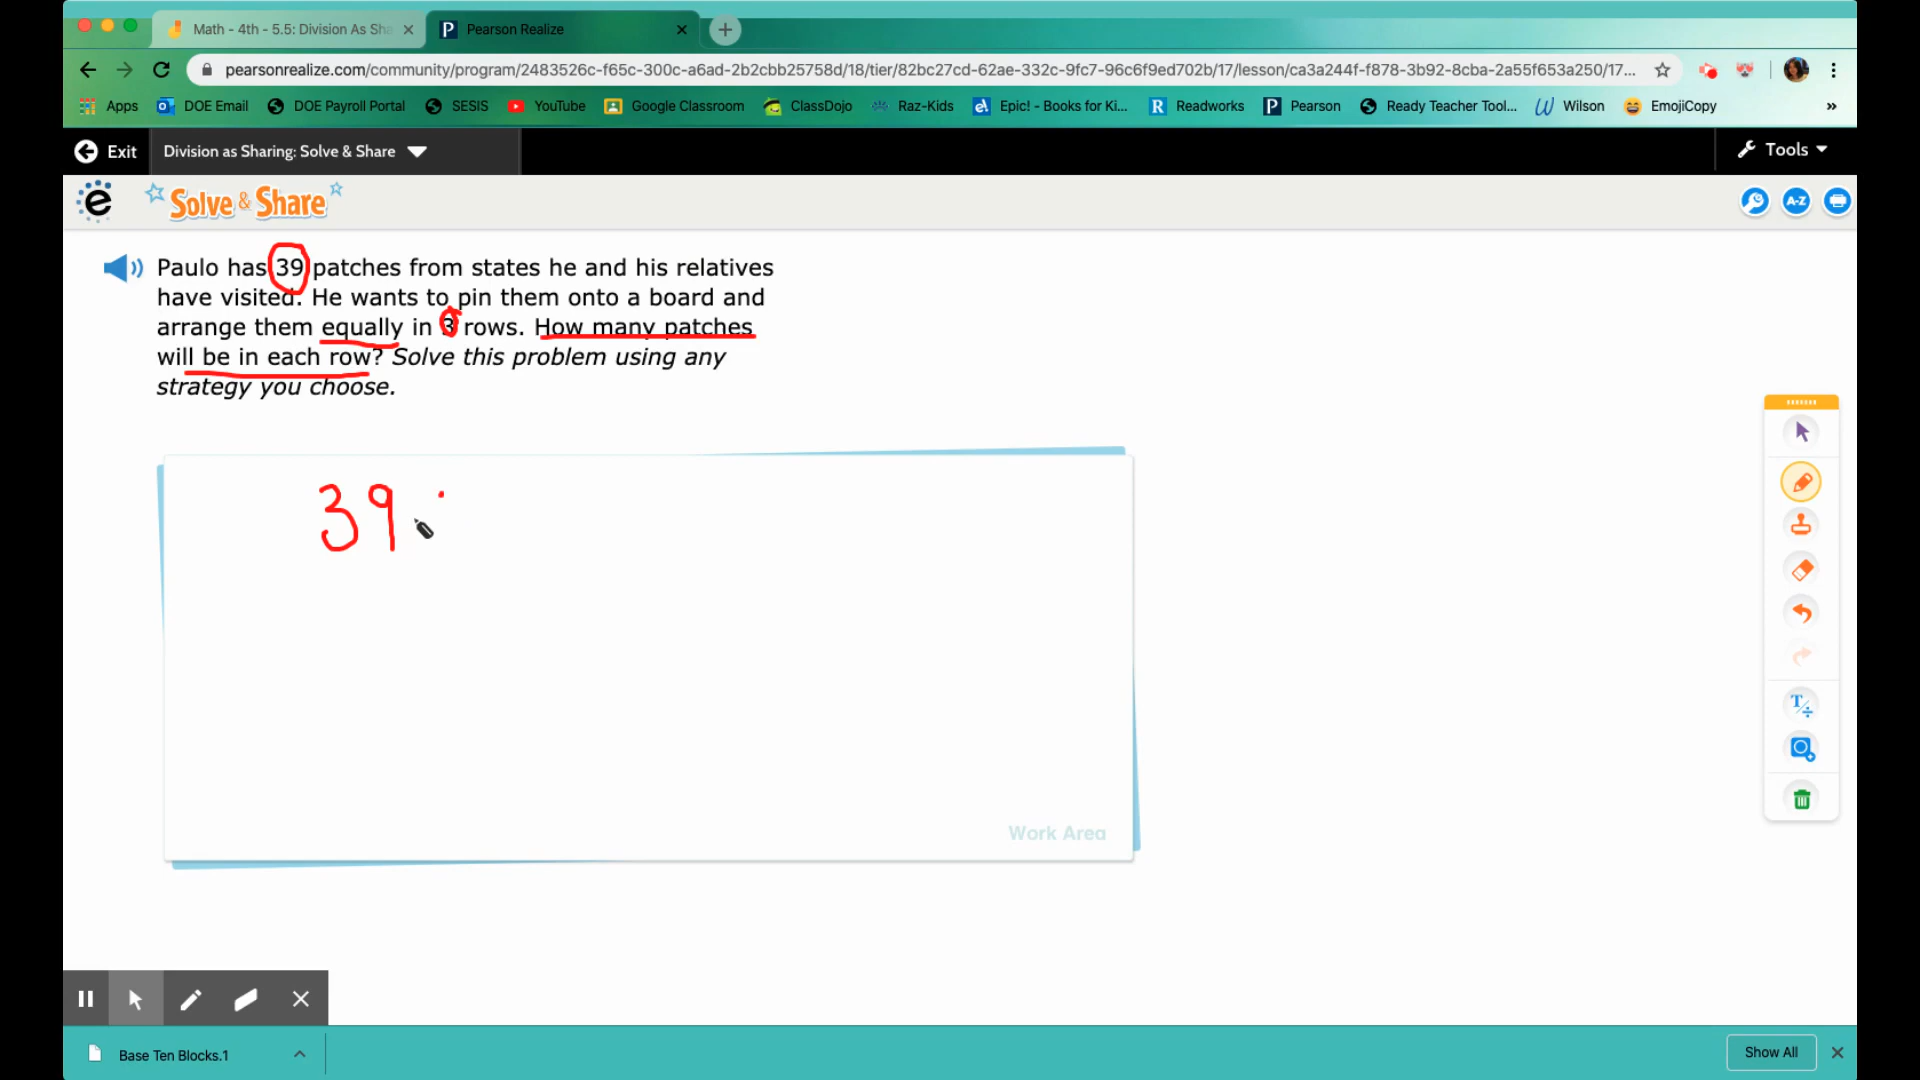 Math - 4th - 5.5: Division As Sha
Pearson Realize
pearsonrealize.com/community/program/2483526c-f65c-300c-a6ad-2b2cbb25758d/18/tier/82bc27cd-62ae-332c-9fc7-96c6f9ed702b/17/lesson/ca3a244f-f878-3b92-8cba-2a55f653a250/17...
Apps DOE Email DOE Payroll Portal SESIS YouTube Google Classroom ClassDojo Raz-Kids Epic! - Books for Ki... Readworks Pearson Ready Teacher Tool... Wilson EmojiCopy »
Exit Division as Sharing: Solve & Share Tools
e Solve & Share A-Z
Paulo has 39 patches from states he and his relatives
have visited. He wants to pin them onto a board and
arrange them equally in 3 rows. How many patches
will be in each row? Solve this problem using any
strategy you choose.
39
Work Area
Base Ten Blocks.1
Show All